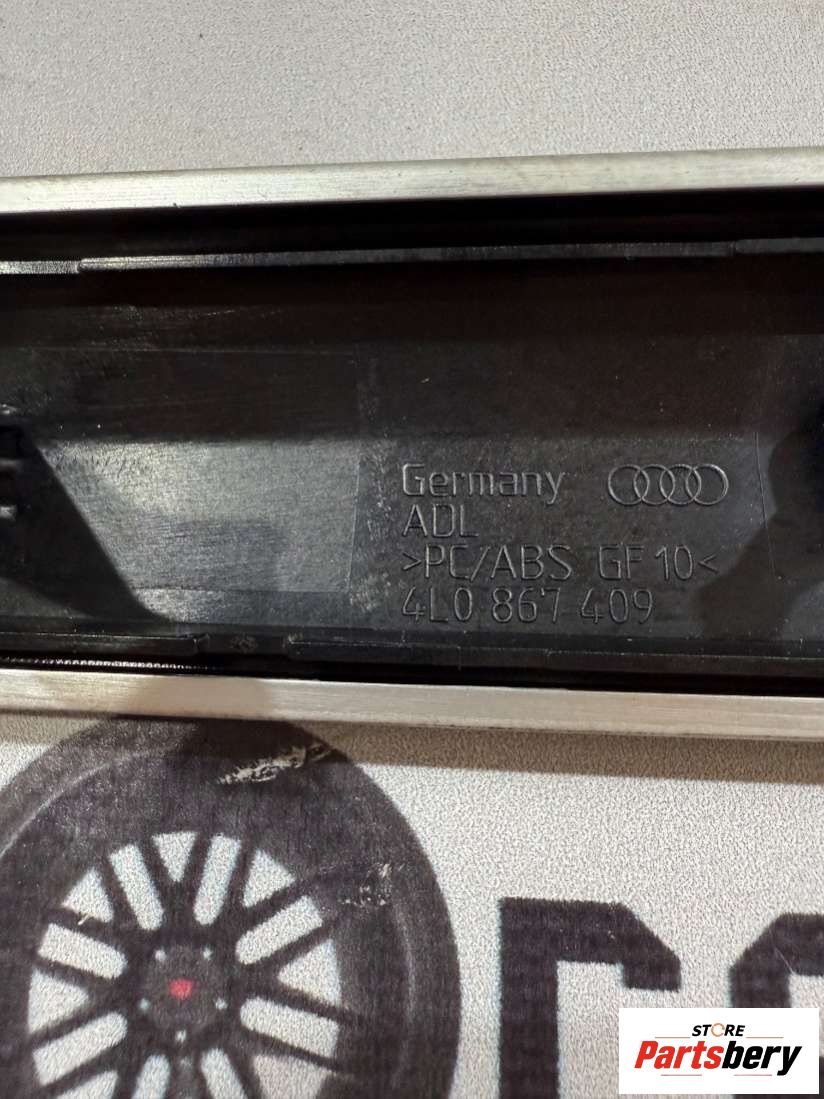 Germany
ADL
>PC/ABS GF10<
4L0 867 409
STORE
Partsbery